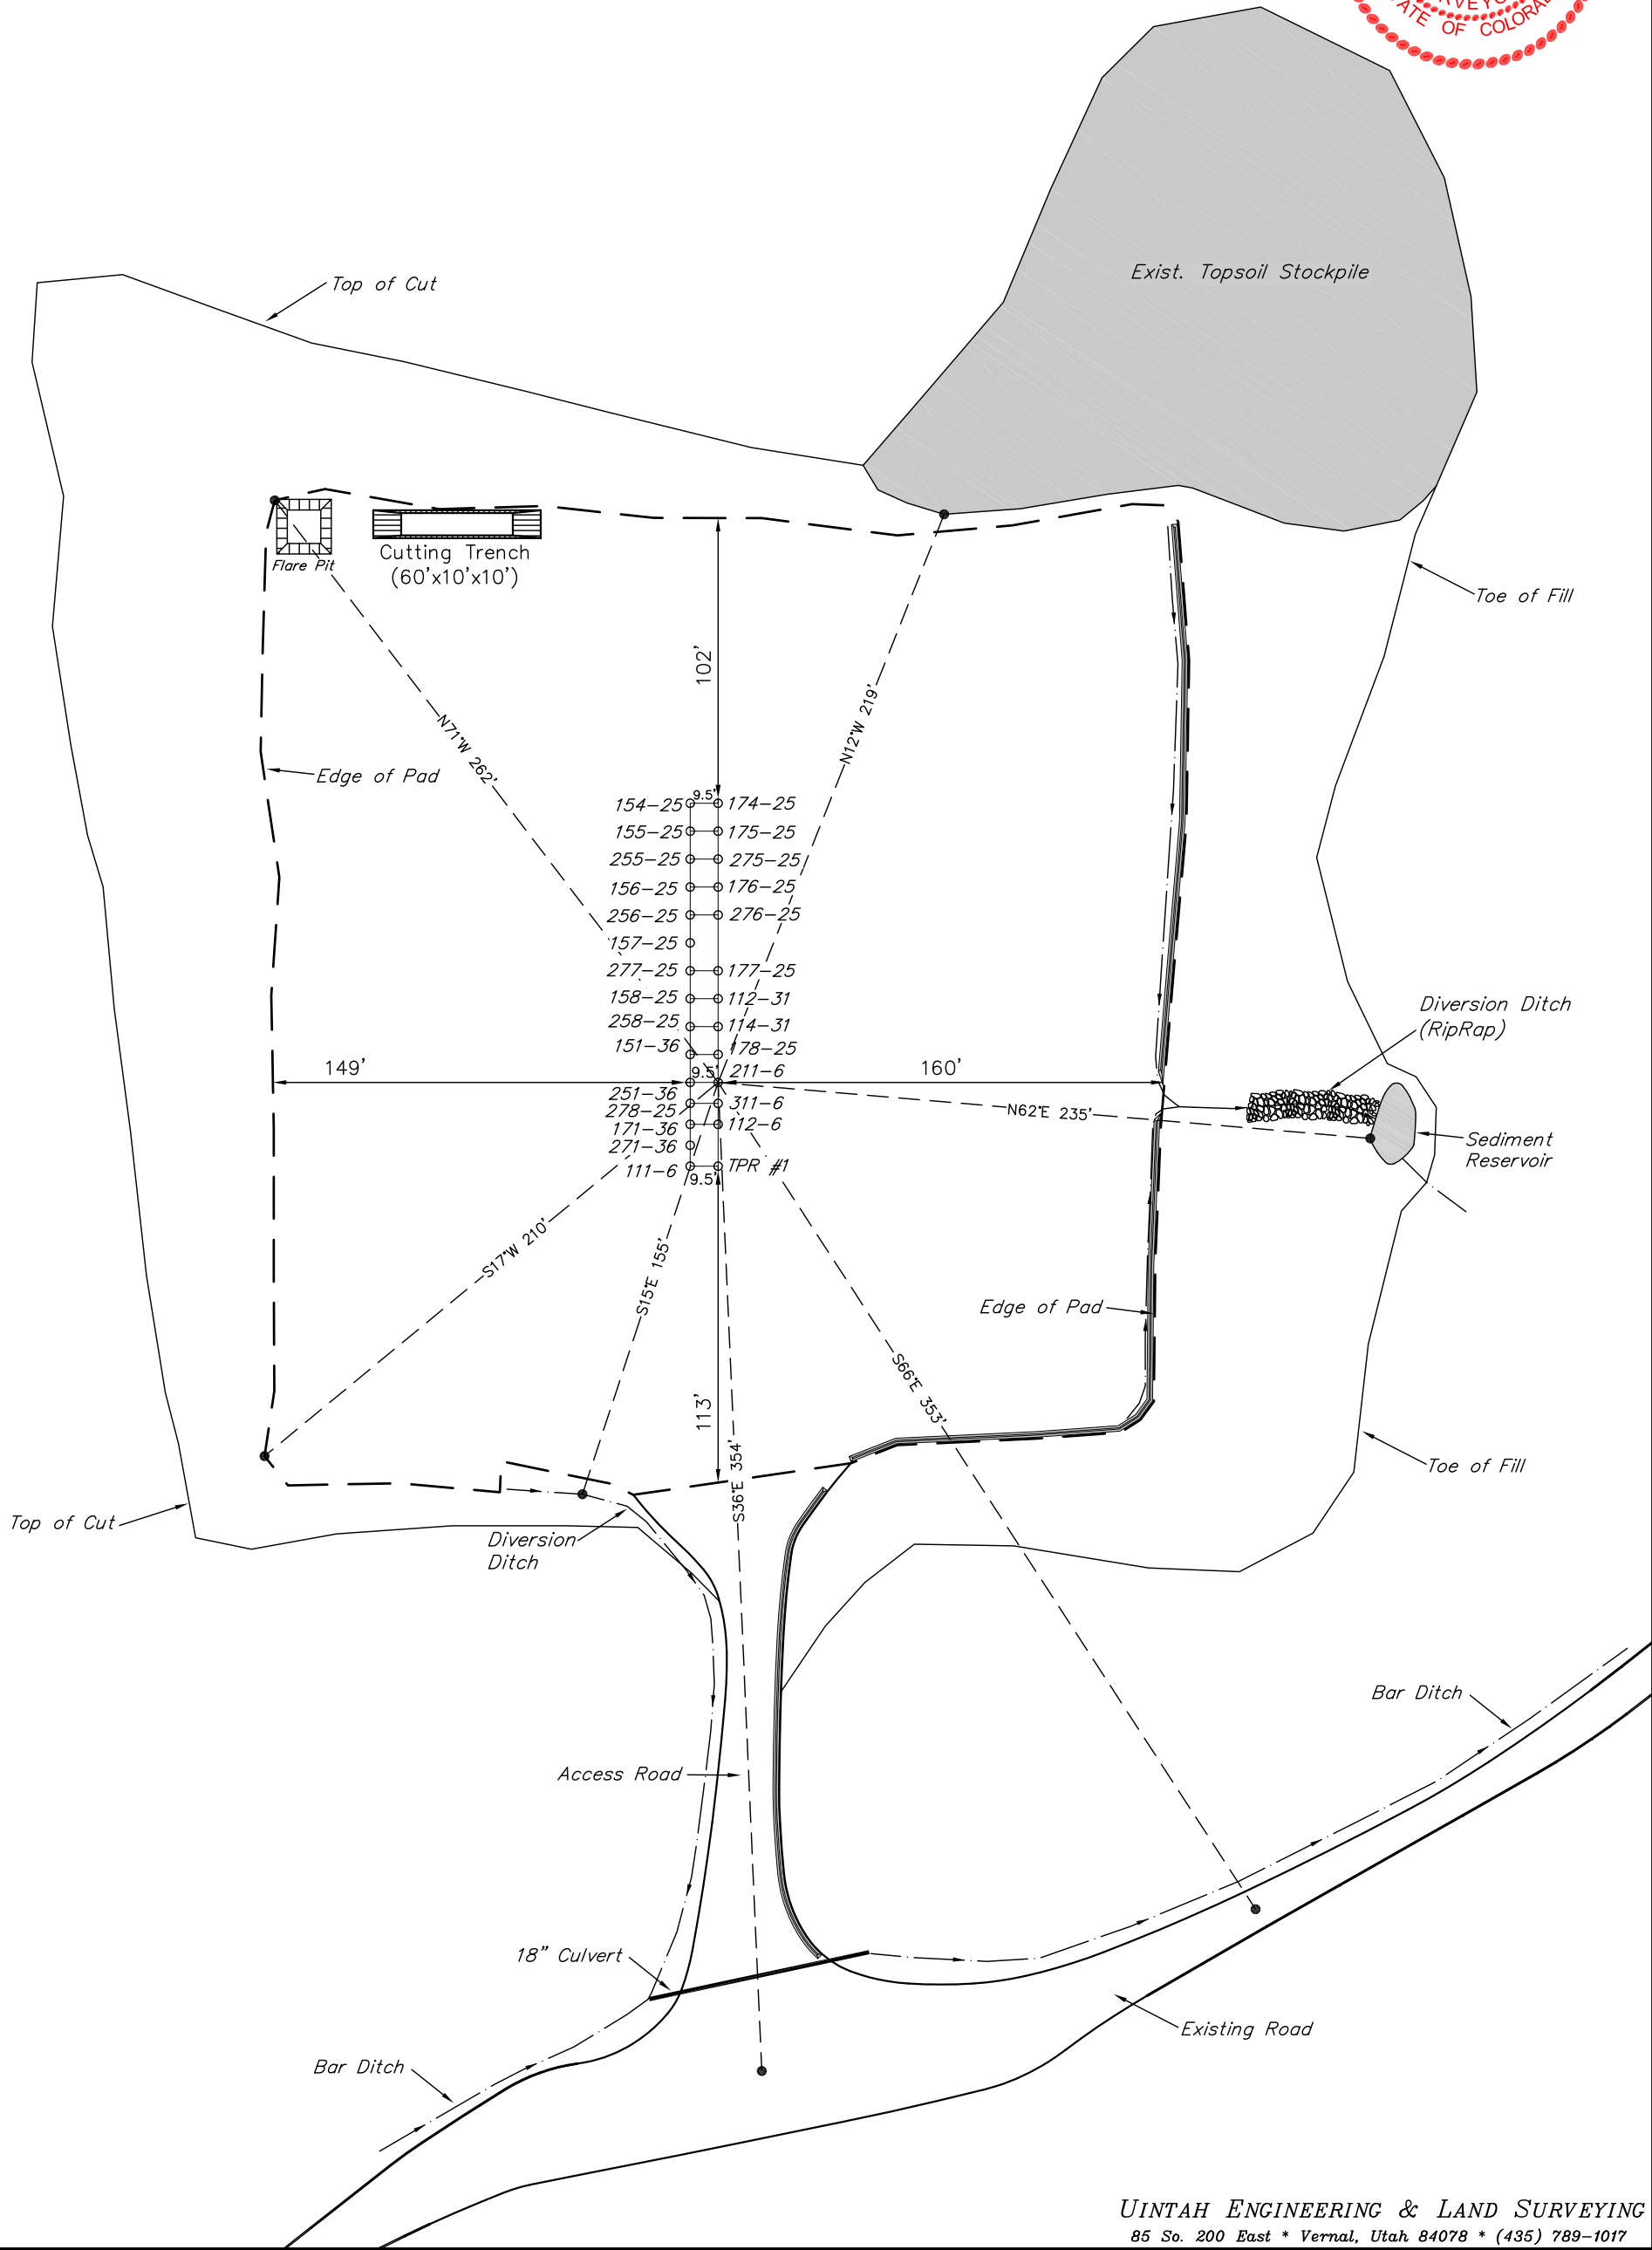 STATE OF COLORADO
Exist. Topsoil Stockpile
Top of Cut
Cutting Trench
(60'x10'x10')
Flare Pit
Toe of Fill
102'
N12°W 219'
N71°W 262'
Edge of Pad
9.5'
154-25 174-25
155-25 175-25
255-25 275-25
156-25 176-25
256-25 276-25
157-25
277-25 177-25
158-25 112-31
258-25 114-31
151-36 178-25
149' 9.5' 211-6 160'
251-36
278-25 311-6
171-36 112-6
271-36
111-6 TPR #1
9.5'
N62°E 235'
Diversion Ditch
(RipRap)
Sediment
Reservoir
S17°W 210'
S15°E 155'
Edge of Pad
113'
S66°E 353'
S36°E 354'
Toe of Fill
Top of Cut
Diversion
Ditch
Bar Ditch
Access Road
18" Culvert
Existing Road
Bar Ditch
UINTAH ENGINEERING & LAND SURVEYING
85 So. 200 East * Vernal, Utah 84078 * (435) 789-1017